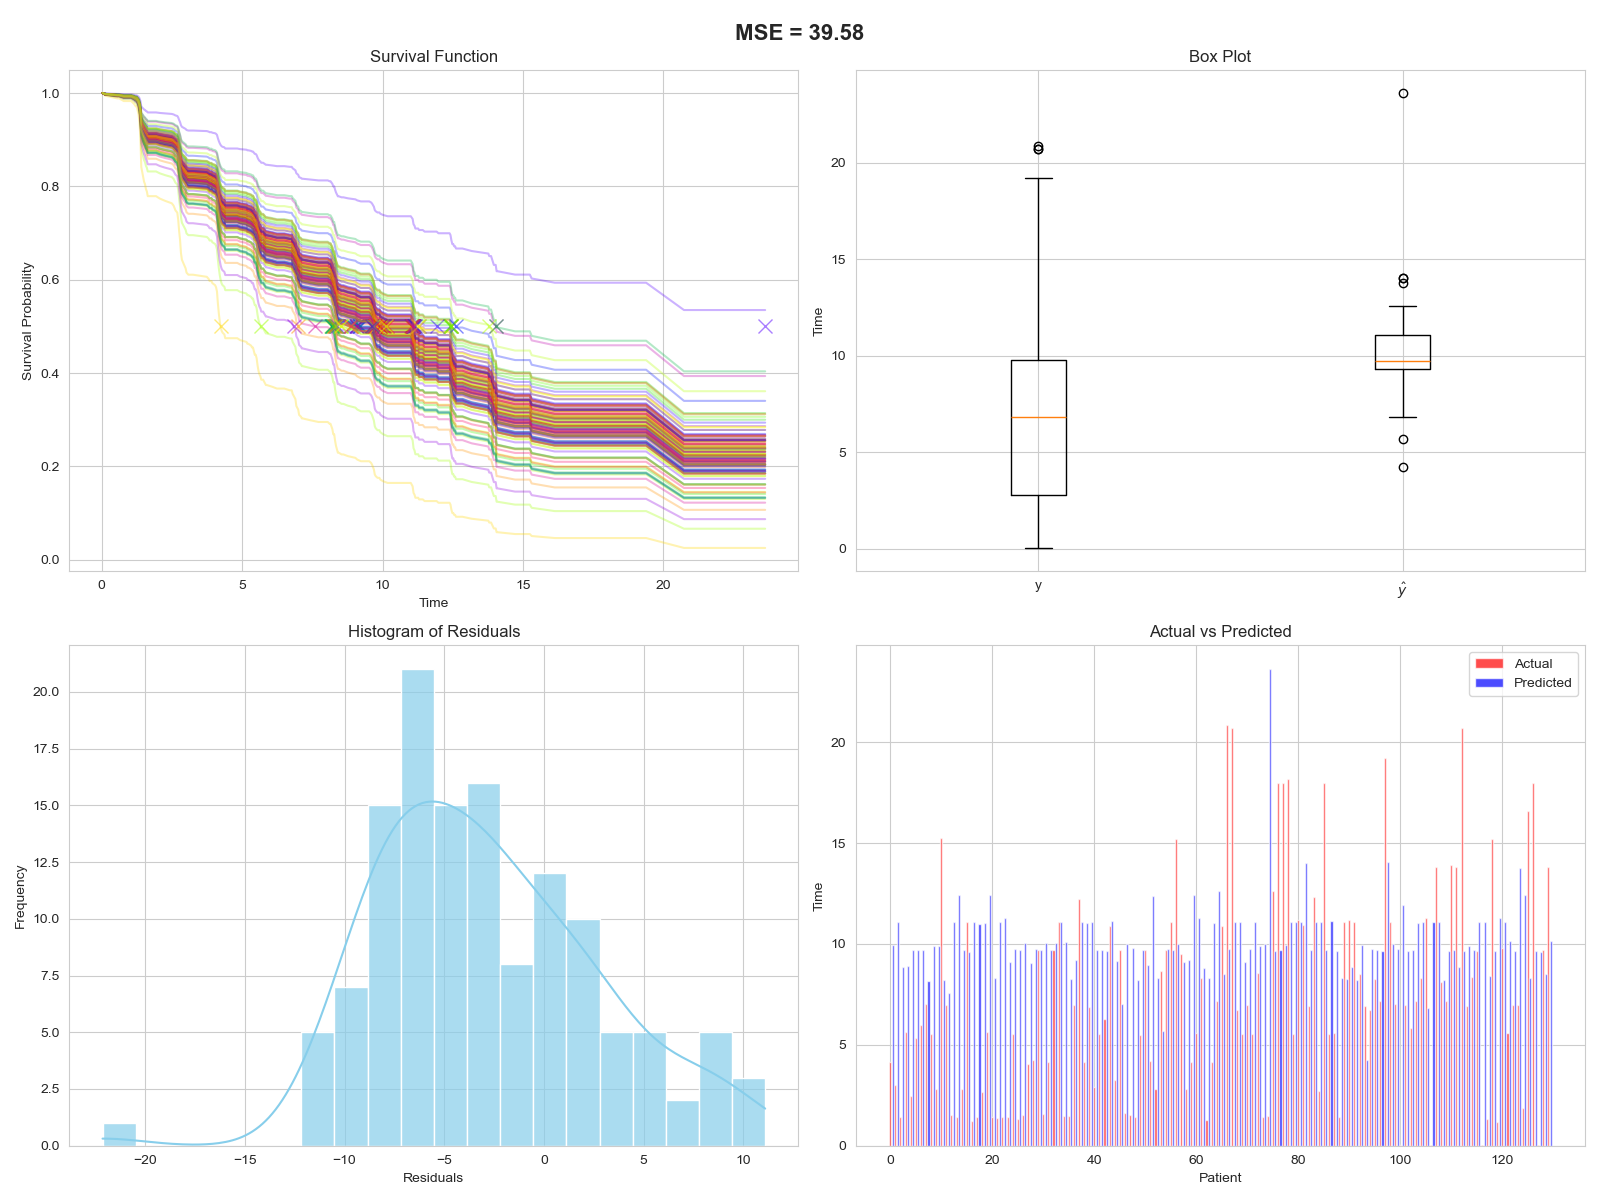 MSE = 39.58
Survival Function
Survival Probability
1.0
0.8
0.6
0.4
0.2
0.0
0 5 10 15 20
Time
Box Plot
Time
20
15
10
5
0
y ŷ
Histogram of Residuals
Frequency
20.0
17.5
15.0
12.5
10.0
7.5
5.0
2.5
0.0
−20 −15 −10 −5 0 5 10
Residuals
Actual vs Predicted
Actual
Predicted
Time
20
15
10
5
0
0 20 40 60 80 100 120
Patient